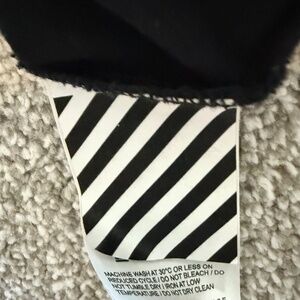 MACHINE WASH AT 30°C OR LESS ON
REDUCED CYCLE / DO NOT BLEACH / DO
NOT TUMBLE DRY / IRON AT LOW
TEMPERATURE / DO NOT DRY CLEAN